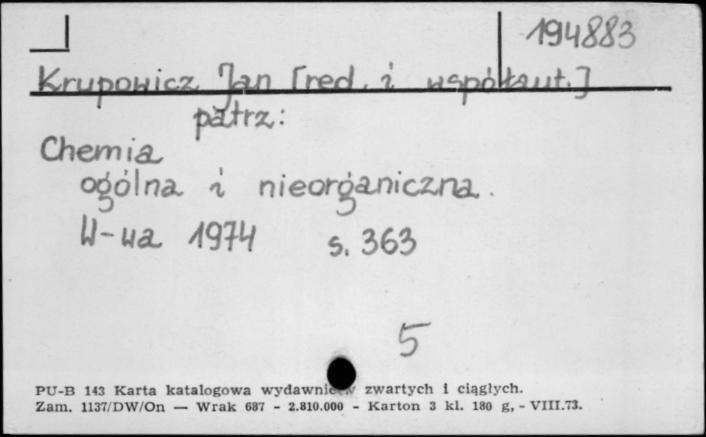 194883
Krupowicz Jan [red. i współaut.]
patrz:
Chemia
ogólna i nieorganiczna.
W-wa 1974 s. 363
5
PU-B 143 Karta katalogowa wydawnictw zwartych i ciągłych.
Zam. 1137/DW/On — Wrak 687 - 2.810.000 - Karton 3 kl. 180 g, - VIII.73.